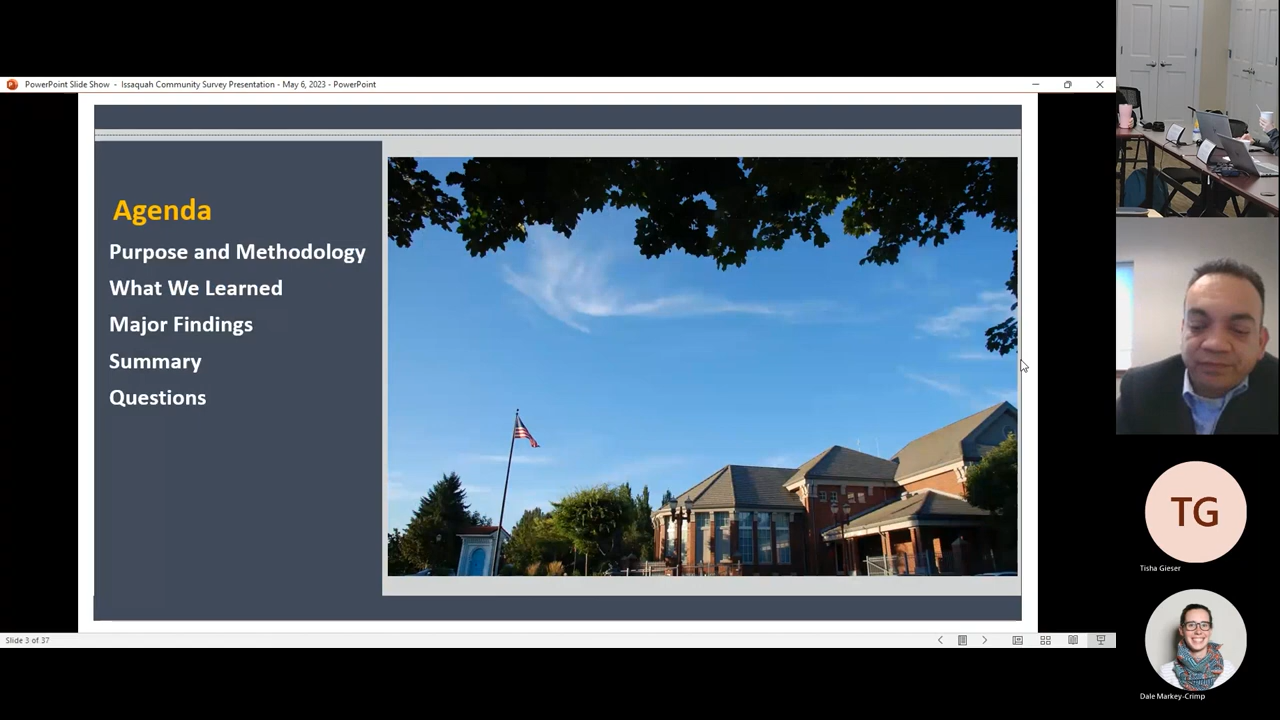 PowerPoint Slide Show - Issaquah Community Survey Presentation - May 6, 2023 - PowerPoint
Agenda
Purpose and Methodology
What We Learned
Major Findings
Summary
Questions
Slide 3 of 37
TG
Tisha Gieser
Dale Markey-Crimp